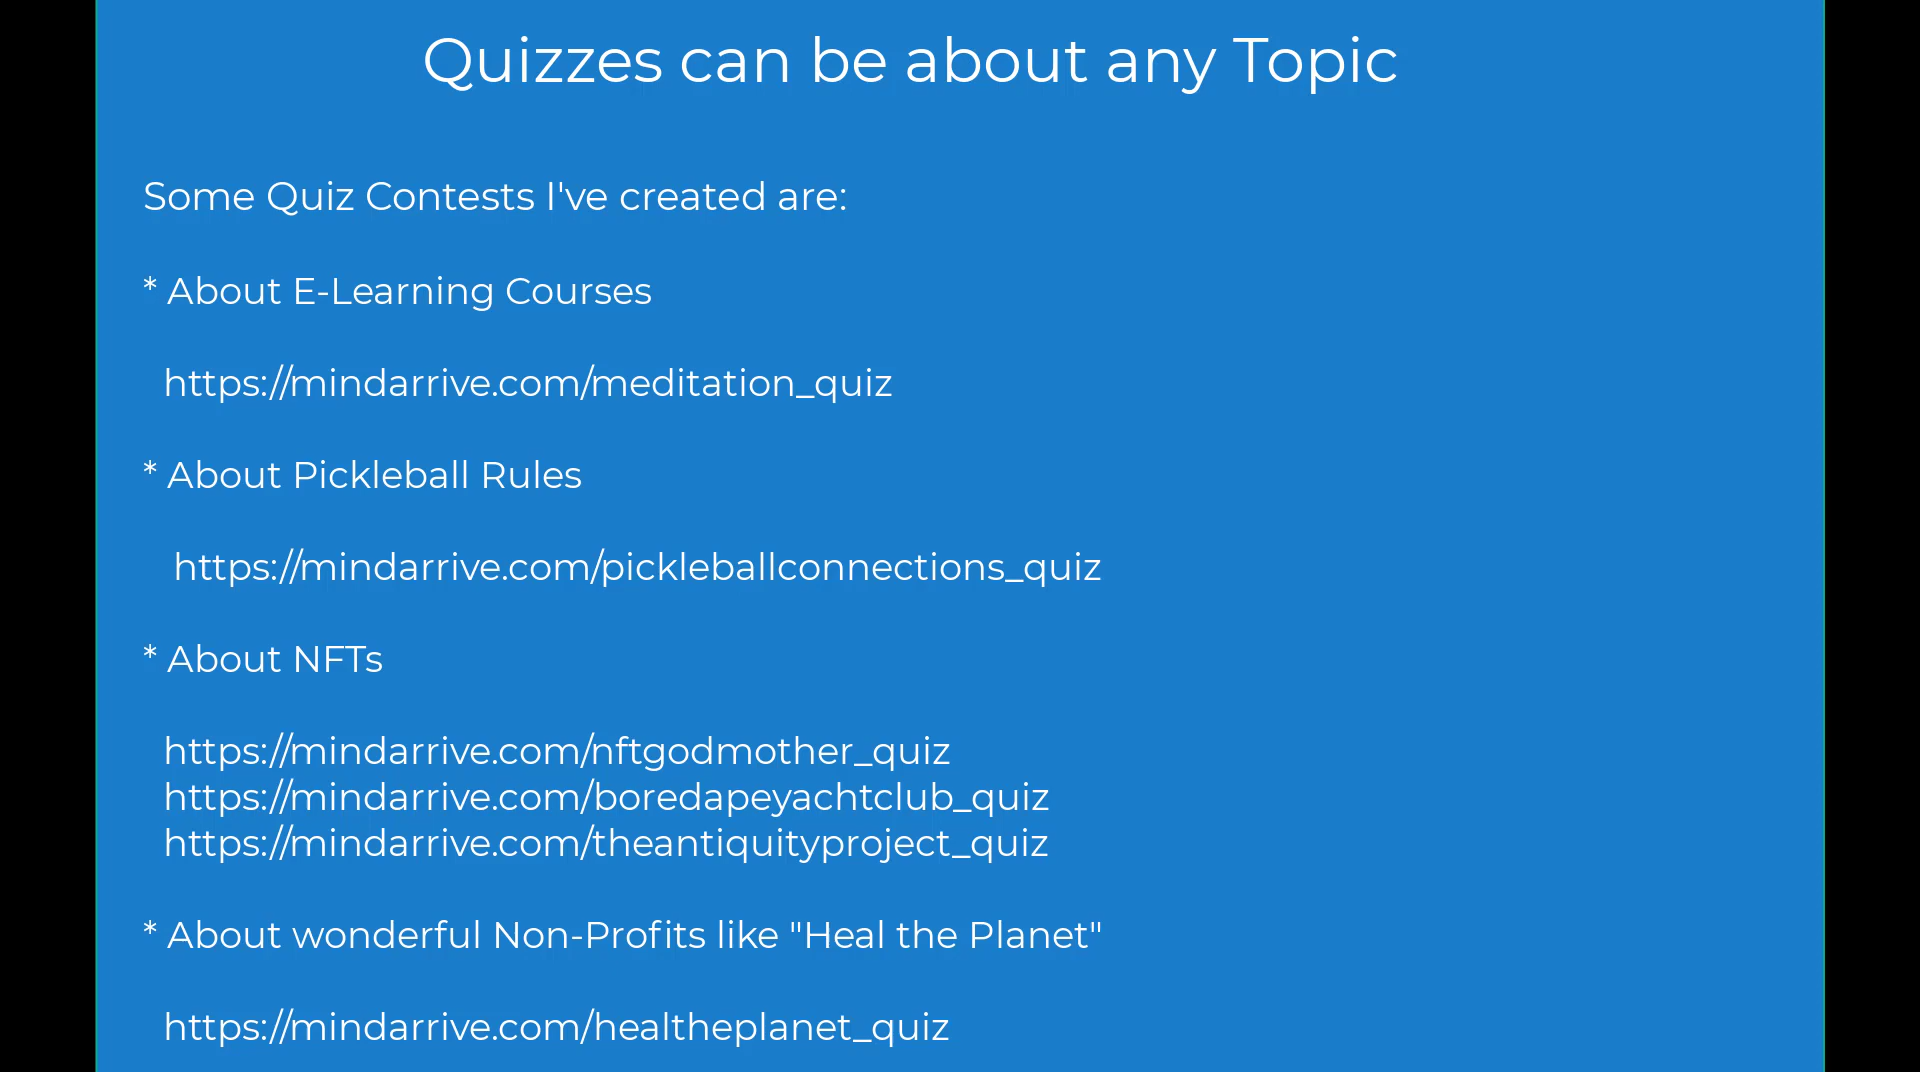 Quizzes can be about any Topic
Some Quiz Contests I've created are:
* About E-Learning Courses
https://mindarrive.com/meditation_quiz
* About Pickleball Rules
https://mindarrive.com/pickleballconnections_quiz
* About NFTs
https://mindarrive.com/nftgodmother_quiz
https://mindarrive.com/boredapeyachtclub_quiz
https://mindarrive.com/theantiquityproject_quiz
* About wonderful Non-Profits like "Heal the Planet"
https://mindarrive.com/healtheplanet_quiz